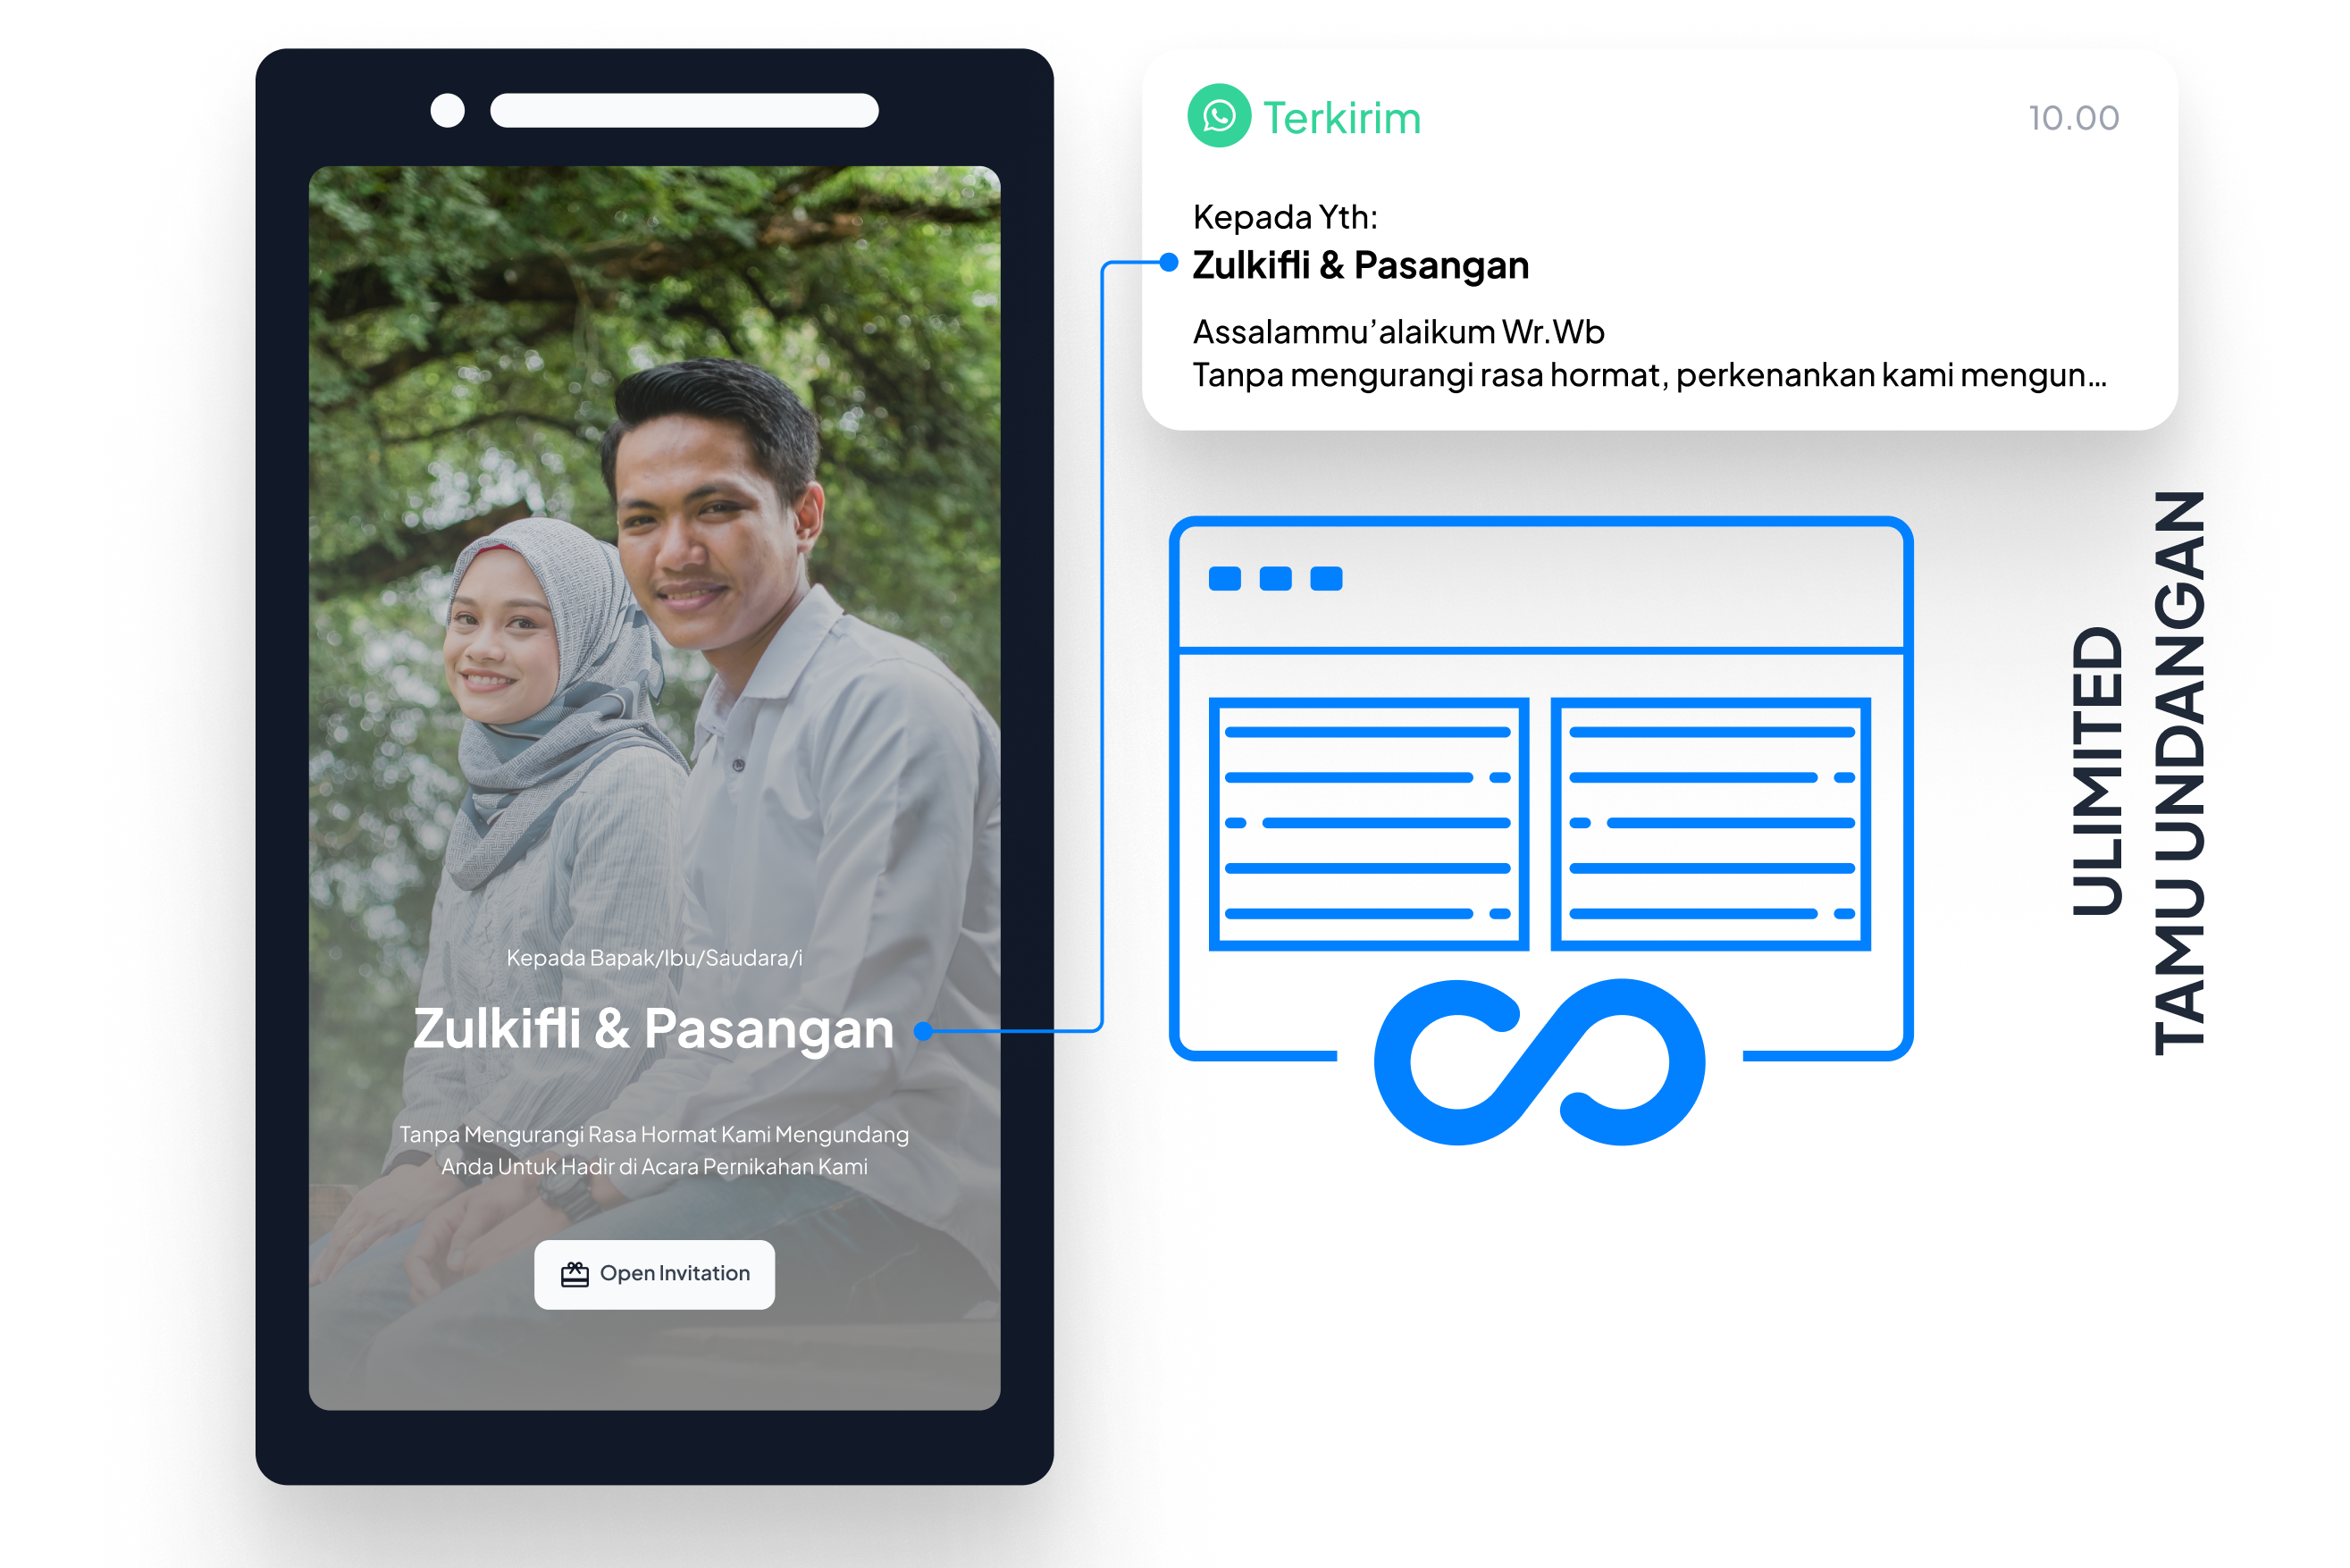 Terkirim
10.00
Kepada Yth:
Zulkifli & Pasangan
Assalammu’alaikum Wr.Wb
Tanpa mengurangi rasa hormat, perkenankan kami mengun...
Kepada Bapak/Ibu/Saudara/i
Zulkifli & Pasangan
Tanpa Mengurangi Rasa Hormat Kami Mengundang
Anda Untuk Hadir di Acara Pernikahan Kami
Open Invitation
ULIMITED
TAMU UNDANGAN